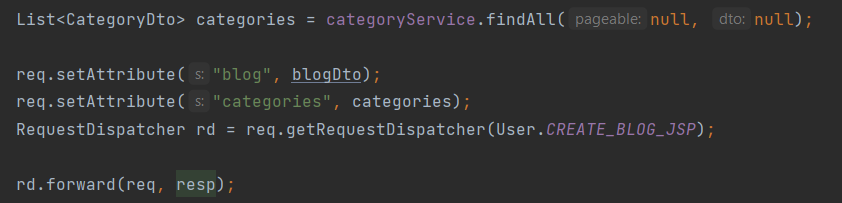 List<CategoryDto> categories = categoryService.findAll( pageable: null, dto: null);
req.setAttribute( s: "blog", blogDto);
req.setAttribute( s: "categories", categories);
RequestDispatcher rd = req.getRequestDispatcher(User.CREATE_BLOG_JSP);
rd.forward(req, resp);